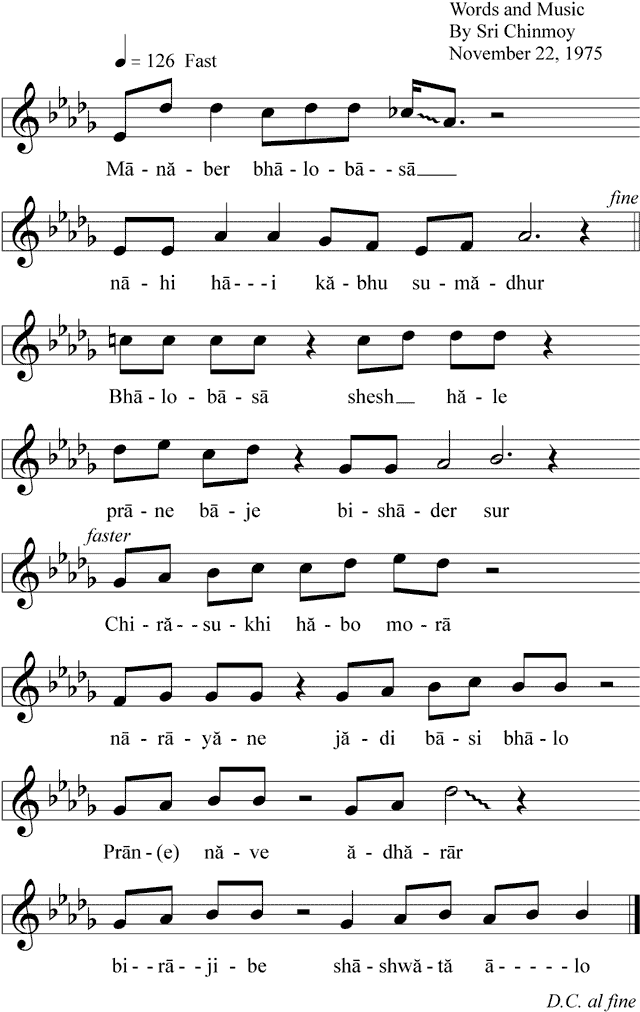 Words and Music
By Sri Chinmoy
November 22, 1975
= 126 Fast
Mā - nă - ber bhā - lo - bā - - sā
fine
nā - hi hā - - - i kă - bhu su - mă - dhur
Bhā - lo - bā - sā shesh hă - le
prā - ne bā - je bi - shā - der sur
faster
Chi - ră - - su - khi hă - bo mo - rā
nā - rā - yă - ne jă - di bā - si bhā - lo
Prān - (e) nă - ve ă - dhă - rār
bi - - rā - - ji - be shā - shwă - tă ā - - - - - lo
D.C. al fine